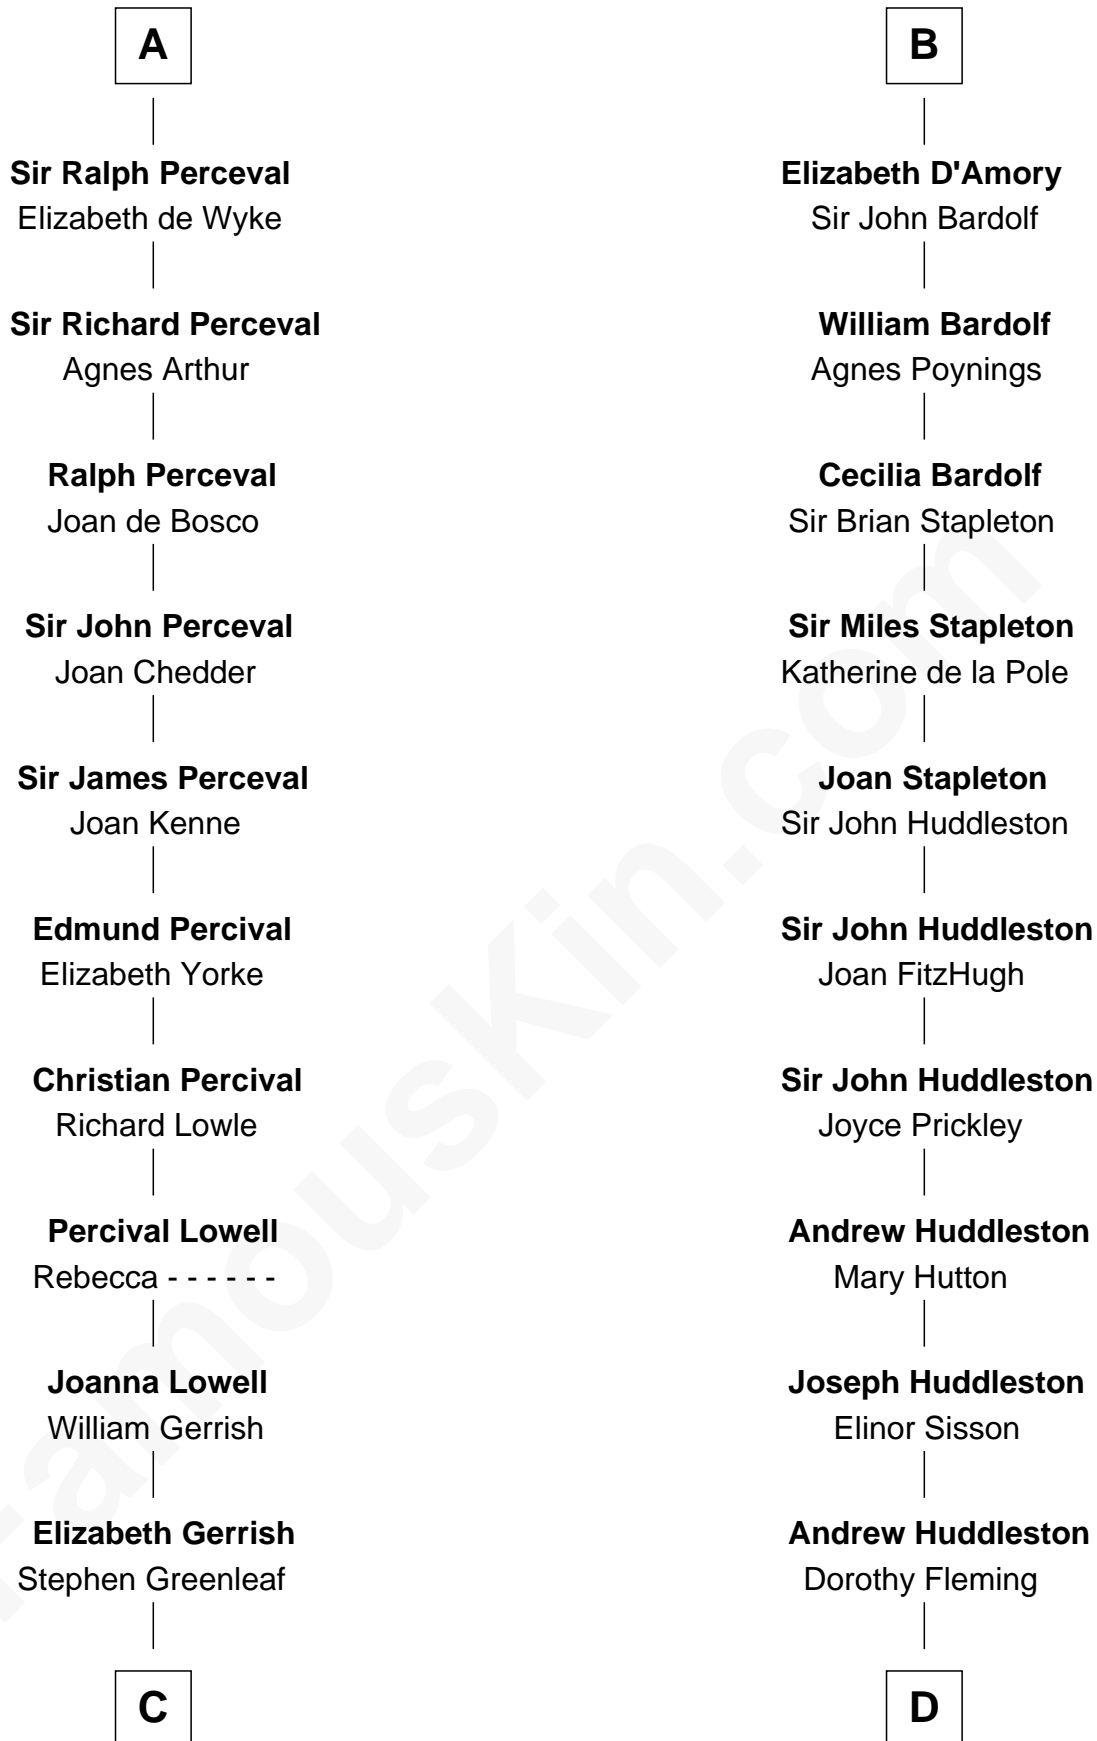 A
Sir Ralph Perceval
Elizabeth de Wyke
Sir Richard Perceval
Agnes Arthur
Ralph Perceval
Joan de Bosco
Sir John Perceval
Joan Chedder
Sir James Perceval
Joan Kenne
Edmund Percival
Elizabeth Yorke
Christian Percival
Richard Lowle
Percival Lowell
Rebecca - - - - - -
Joanna Lowell
William Gerrish
Elizabeth Gerrish
Stephen Greenleaf
C
B
Elizabeth D'Amory
Sir John Bardolf
William Bardolf
Agnes Poynings
Cecilia Bardolf
Sir Brian Stapleton
Sir Miles Stapleton
Katherine de la Pole
Joan Stapleton
Sir John Huddleston
Sir John Huddleston
Joan FitzHugh
Sir John Huddleston
Joyce Prickley
Andrew Huddleston
Mary Hutton
Joseph Huddleston
Elinor Sisson
Andrew Huddleston
Dorothy Fleming
D
FamousKin.com